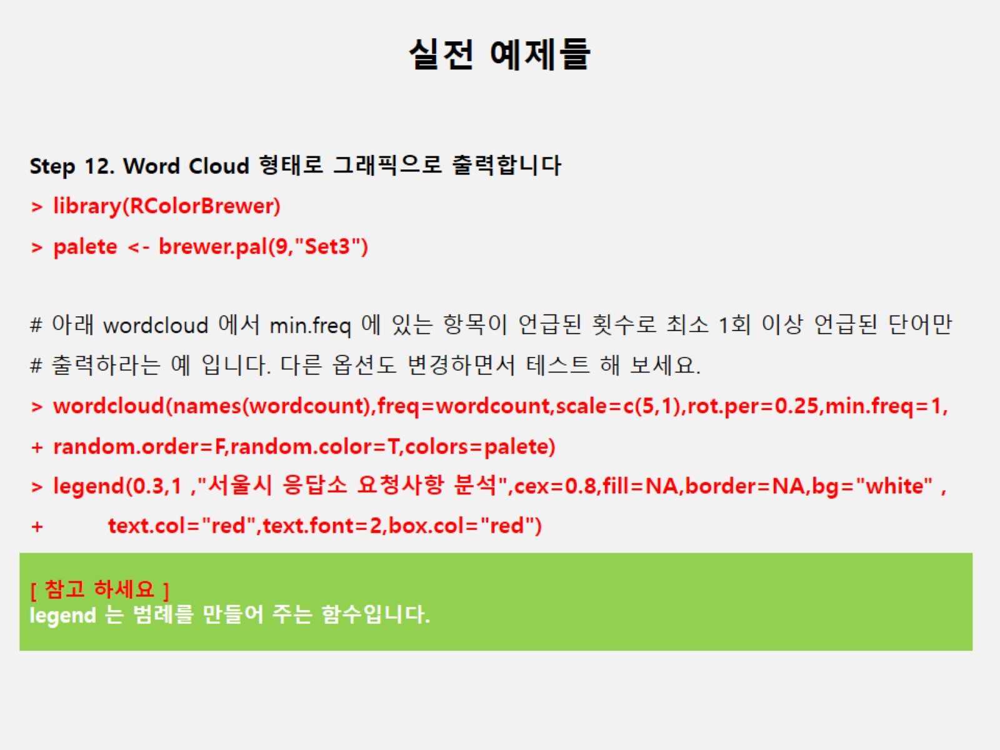 실전 예제들
Step 12. Word Cloud 형태로 그래픽으로 출력합니다
> library(RColorBrewer)
> palete <- brewer.pal(9,"Set3")
# 아래 wordcloud 에서 min.freq 에 있는 항목이 언급된 횟수로 최소 1회 이상 언급된 단어만
# 출력하라는 예 입니다. 다른 옵션도 변경하면서 테스트 해 보세요.
> wordcloud(names(wordcount),freq=wordcount,scale=c(5,1),rot.per=0.25,min.freq=1,
+ random.order=F,random.color=T,colors=palete)
> legend(0.3,1 ,"서울시 응답소 요청사항 분석",cex=0.8,fill=NA,border=NA,bg="white" ,
+ text.col="red",text.font=2,box.col="red")
[ 참고 하세요 ]
legend 는 범례를 만들어 주는 함수입니다.